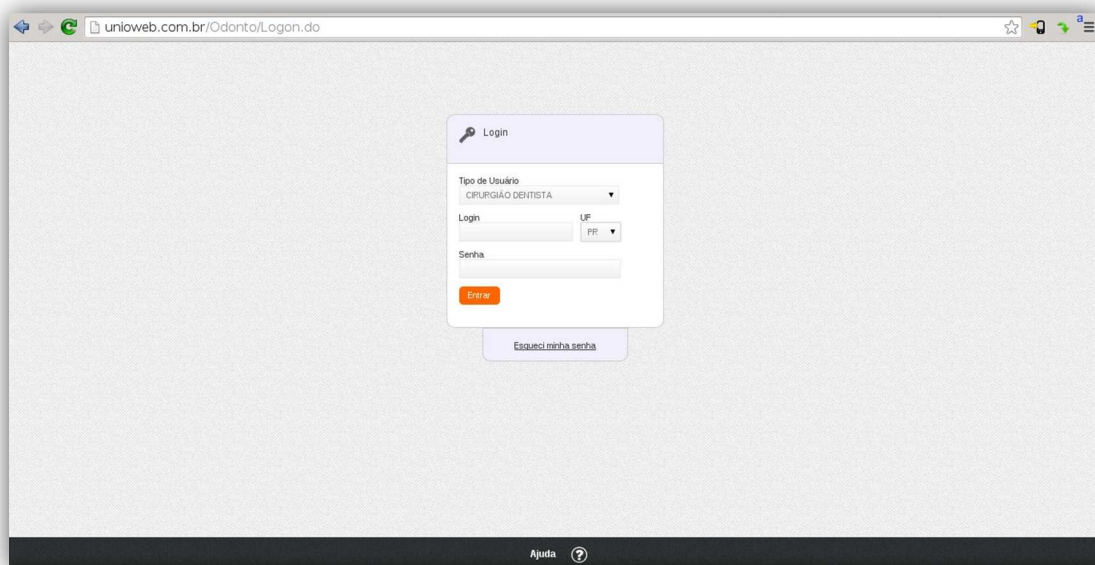 unioweb.com.br/Odonto/Logon.do
a
Login
Tipo de Usuário
CIRURGIÃO DENTISTA
Login UF
PR
Senha
Entrar
Esqueci minha senha
Ajuda ?